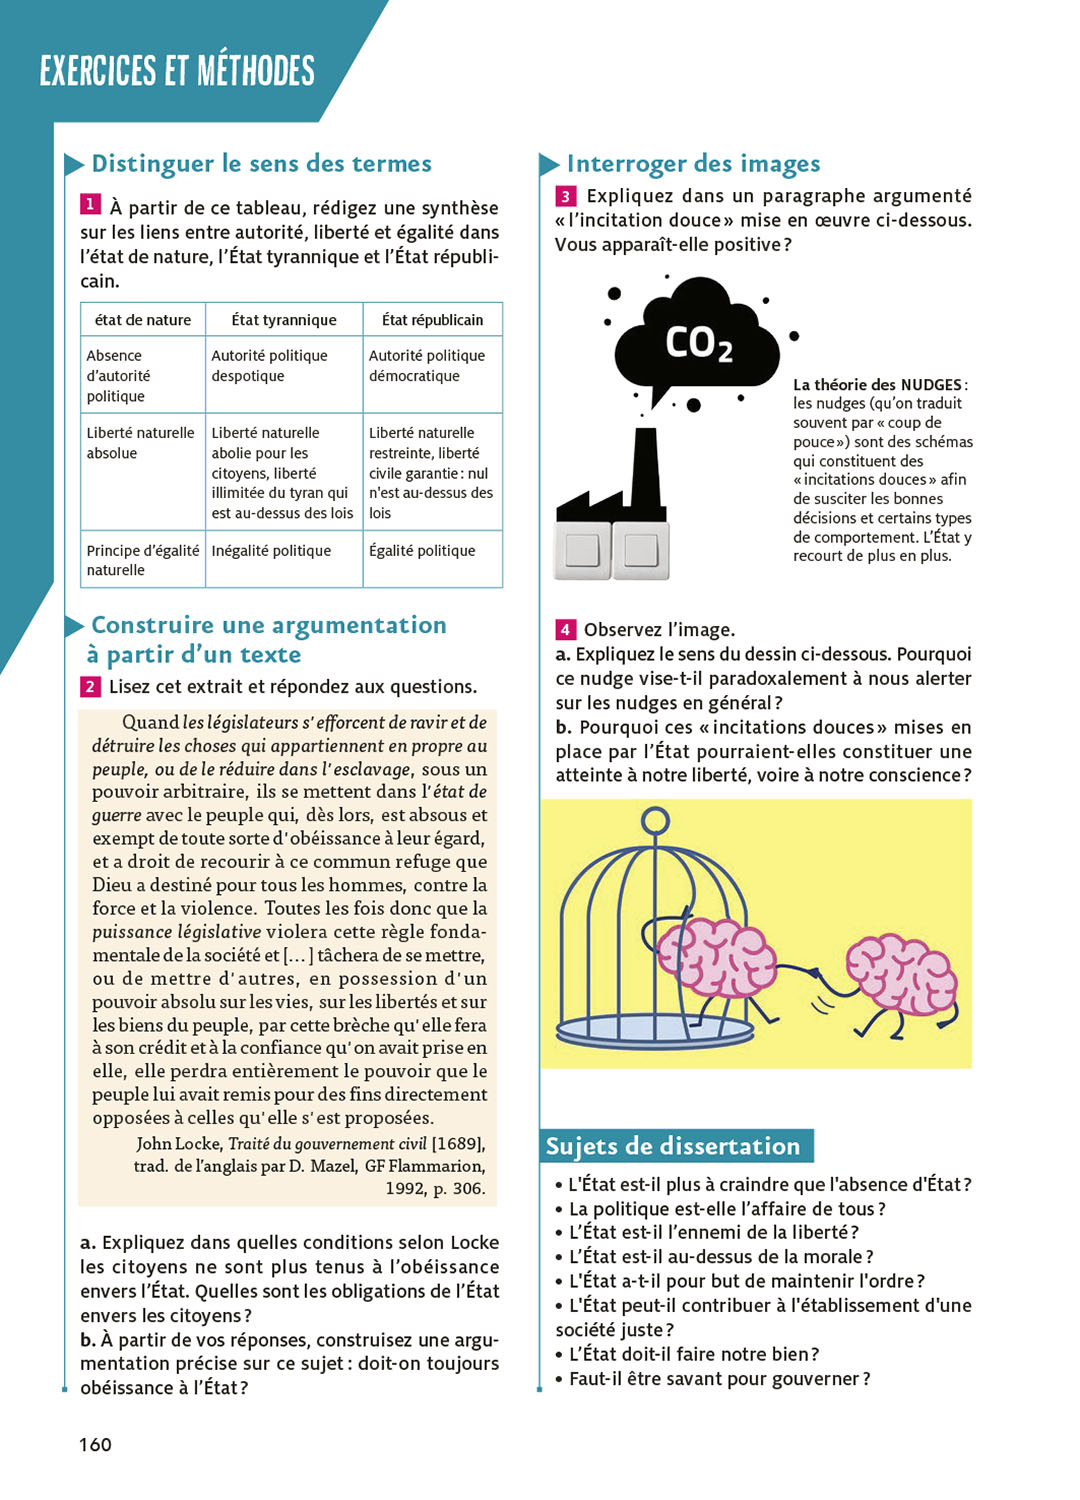 EXERCICES ET MÉTHODES
Distinguer le sens des termes
1 À partir de ce tableau, rédigez une synthèse
sur les liens entre autorité, liberté et égalité dans
l’état de nature, l’État tyrannique et l’État républi-
cain.
état de nature État tyrannique État républicain
Absence
d’autorité
politique
Autorité politique
despotique
Autorité politique
démocratique
Liberté naturelle
absolue
Liberté naturelle
abolie pour les
citoyens, liberté
illimitée du tyran qui
est au-dessus des lois
Liberté naturelle
restreinte, liberté
civile garantie : nul
n'est au-dessus des
lois
Principe d’égalité
naturelle
Inégalité politique
Égalité politique
Construire une argumentation
à partir d’un texte
2 Lisez cet extrait et répondez aux questions.
Quand les législateurs s’efforcent de ravir et de
détruire les choses qui appartiennent en propre au
peuple, ou de le réduire dans l’esclavage, sous un
pouvoir arbitraire, ils se mettent dans l’état de
guerre avec le peuple qui, dès lors, est absous et
exempt de toute sorte d’obéissance à leur égard,
et a droit de recourir à ce commun refuge que
Dieu a destiné pour tous les hommes, contre la
force et la violence. Toutes les fois donc que la
puissance législative violera cette règle fonda-
mentale de la société et [… ] tâchera de se mettre,
ou de mettre d’autres, en possession d’un
pouvoir absolu sur les vies, sur les libertés et sur
les biens du peuple, par cette brèche qu’elle fera
à son crédit et à la confiance qu’on avait prise en
elle, elle perdra entièrement le pouvoir que le
peuple lui avait remis pour des fins directement
opposées à celles qu’elle s’est proposées.
John Locke, Traité du gouvernement civil [1689],
trad. de l’anglais par D. Mazel, GF Flammarion,
1992, p. 306.
a. Expliquez dans quelles conditions selon Locke
les citoyens ne sont plus tenus à l’obéissance
envers l’État. Quelles sont les obligations de l’État
envers les citoyens ?
b. À partir de vos réponses, construisez une argu-
mentation précise sur ce sujet : doit-on toujours
obéissance à l’État ?
160
Interroger des images
3 Expliquez dans un paragraphe argumenté
« l’incitation douce » mise en œuvre ci-dessous.
Vous apparaît-elle positive ?
CO2
La théorie des NUDGES :
les nudges (qu’on traduit
souvent par « coup de
pouce ») sont des schémas
qui constituent des
« incitations douces » afin
de susciter les bonnes
décisions et certains types
de comportement. L’État y
recourt de plus en plus.
4 Observez l’image.
a. Expliquez le sens du dessin ci-dessous. Pourquoi
ce nudge vise-t-il paradoxalement à nous alerter
sur les nudges en général ?
b. Pourquoi ces « incitations douces » mises en
place par l’État pourraient-elles constituer une
atteinte à notre liberté, voire à notre conscience ?
Sujets de dissertation
• L'État est-il plus à craindre que l'absence d'État ?
• La politique est-elle l’affaire de tous ?
• L’État est-il l’ennemi de la liberté ?
• L’État est-il au-dessus de la morale ?
• L'État a-t-il pour but de maintenir l'ordre ?
• L'État peut-il contribuer à l'établissement d'une
société juste ?
• L’État doit-il faire notre bien ?
• Faut-il être savant pour gouverner ?